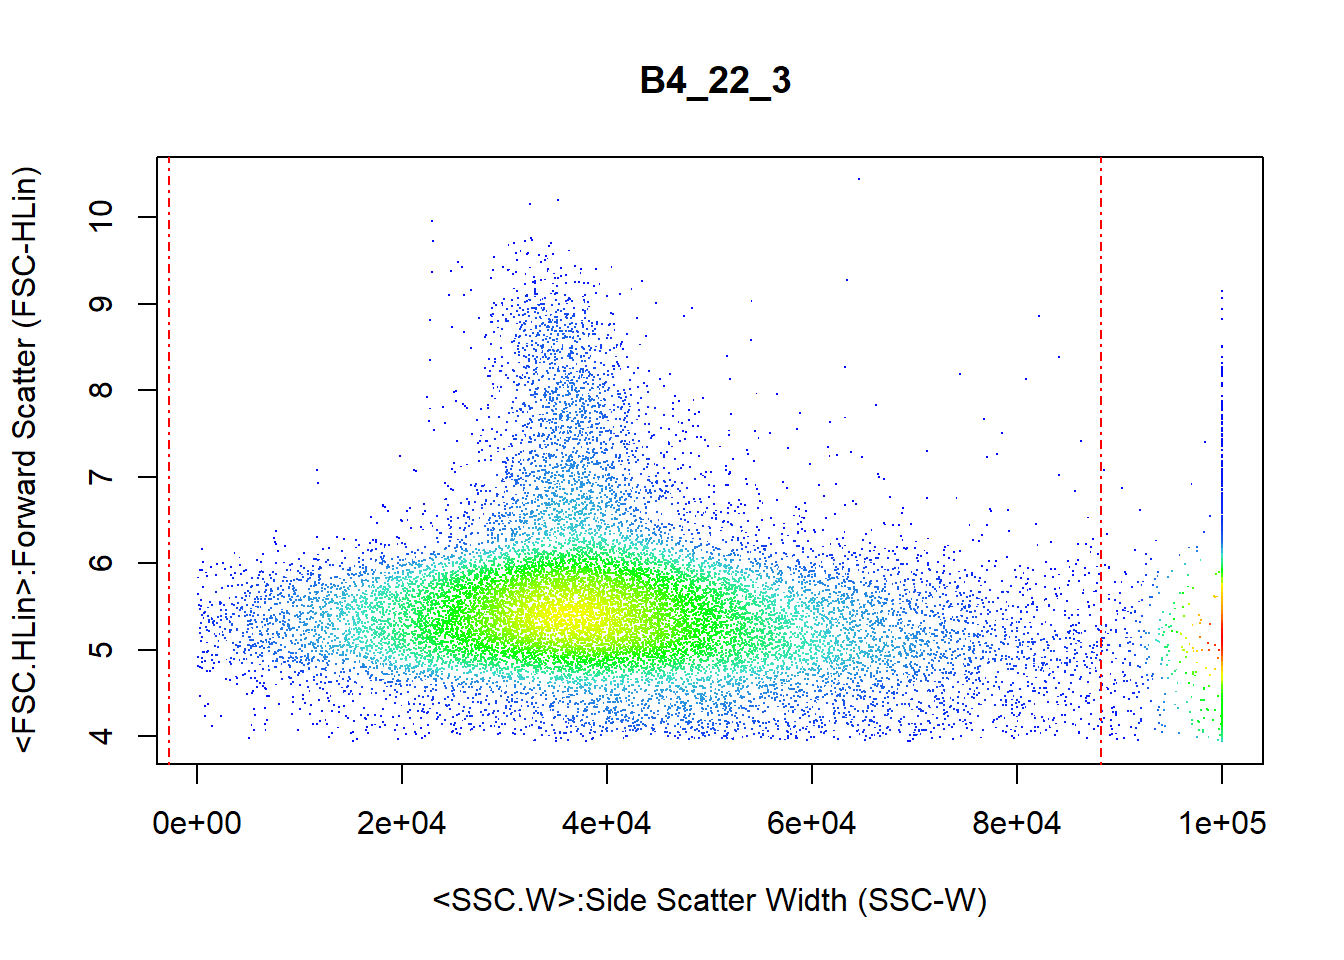 B4_22_3
<FSC.HLin>:Forward Scatter (FSC-HLin)
10
9
8
7
6
5
4
0e+00 2e+04 4e+04 6e+04 8e+04 1e+05
<SSC.W>:Side Scatter Width (SSC-W)